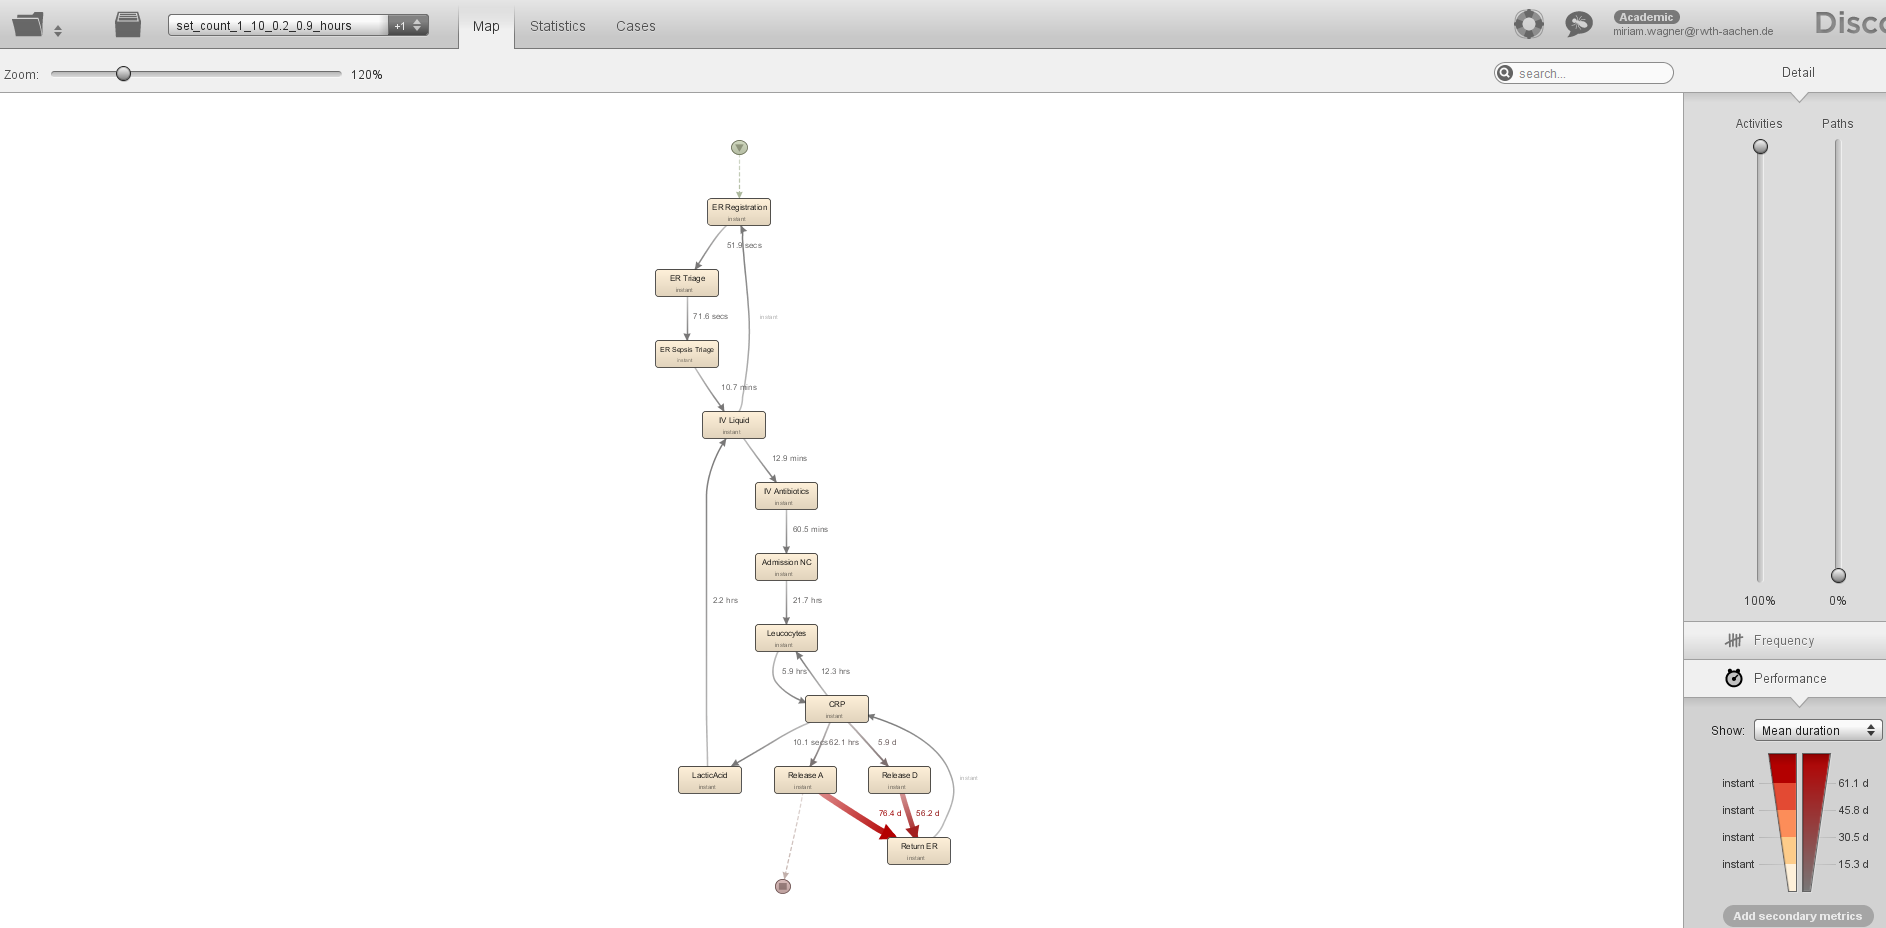 set_count_1_10_0.2_0.9_hours
+1
Map
Statistics
Cases
Academic
miriam.wagner@rwth-aachen.de
Disco
Zoom:
120%
search...
Detail
Activities
Paths
100%
0%
Frequency
Performance
Show:
Mean duration
instant
61.1 d
instant
45.8 d
instant
30.5 d
instant
15.3 d
Add secondary metrics
ER Registration
instant
51.9 secs
ER Triage
instant
71.6 secs
instant
ER Sepsis Triage
instant
10.7 mins
IV Liquid
instant
12.9 mins
IV Antibiotics
instant
60.5 mins
Admission NC
instant
2.2 hrs
21.7 hrs
Leucocytes
instant
5.9 hrs
12.3 hrs
CRP
instant
10.1 secs
62.1 hrs
5.9 d
LacticAcid
instant
Release A
instant
Release D
instant
instant
76.4 d
56.2 d
Return ER
instant